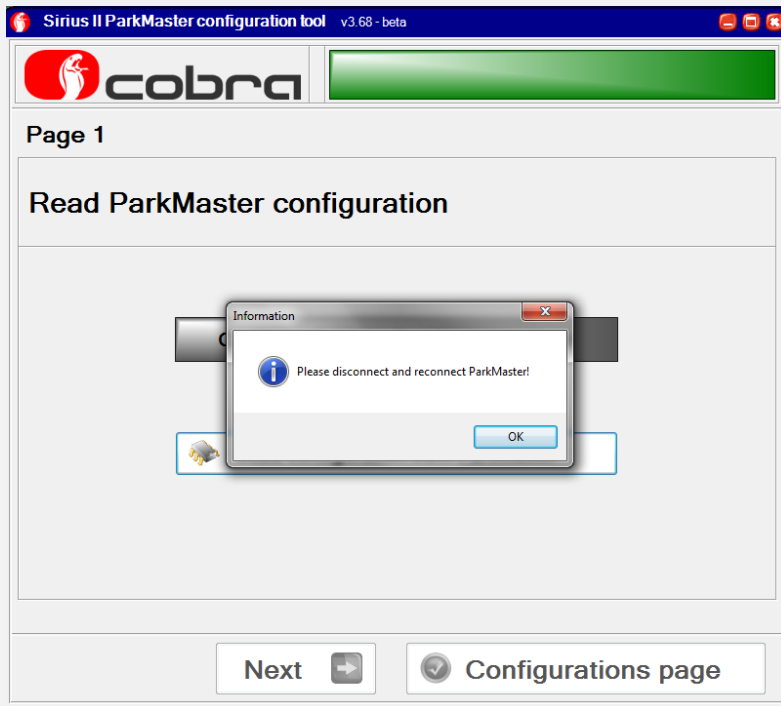 Sirius II ParkMaster configuration tool v3.68 - beta
cobra
Page 1
Read ParkMaster configuration
Information
Please disconnect and reconnect ParkMaster!
OK
Next
Configurations page